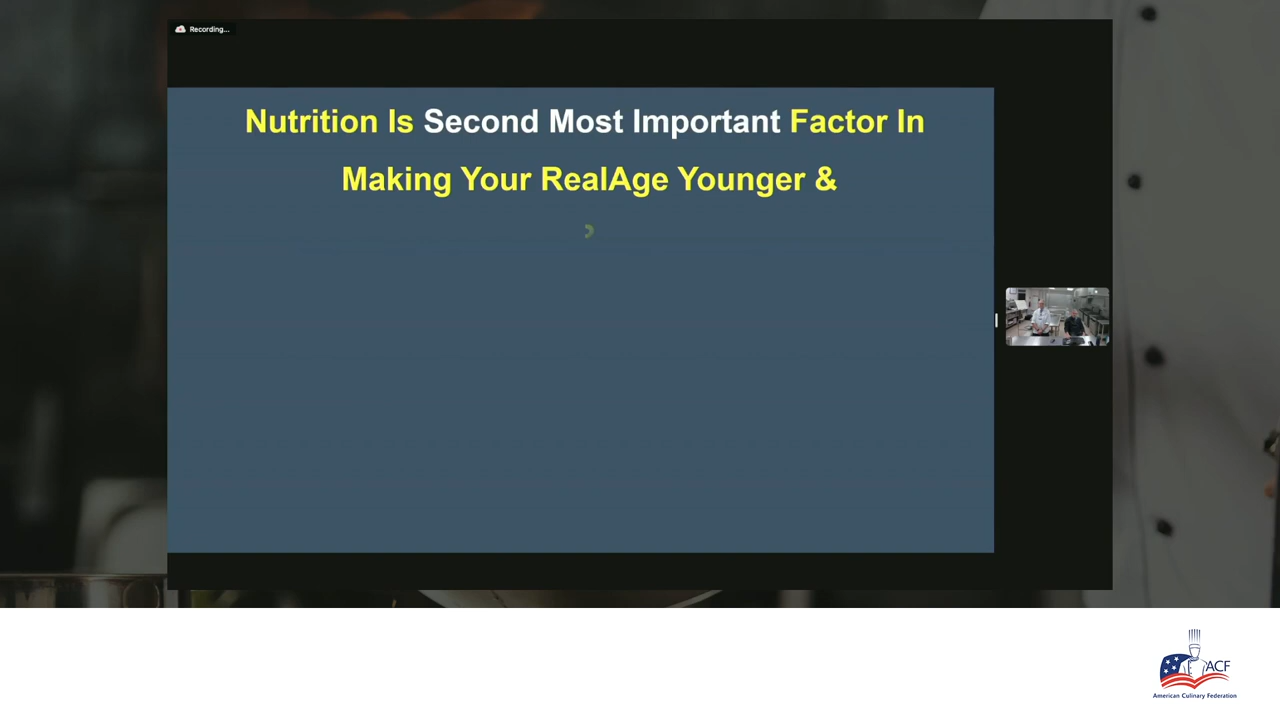 Recording...
Nutrition Is Second Most Important Factor In
Making Your RealAge Younger &
ACF
American Culinary Federation